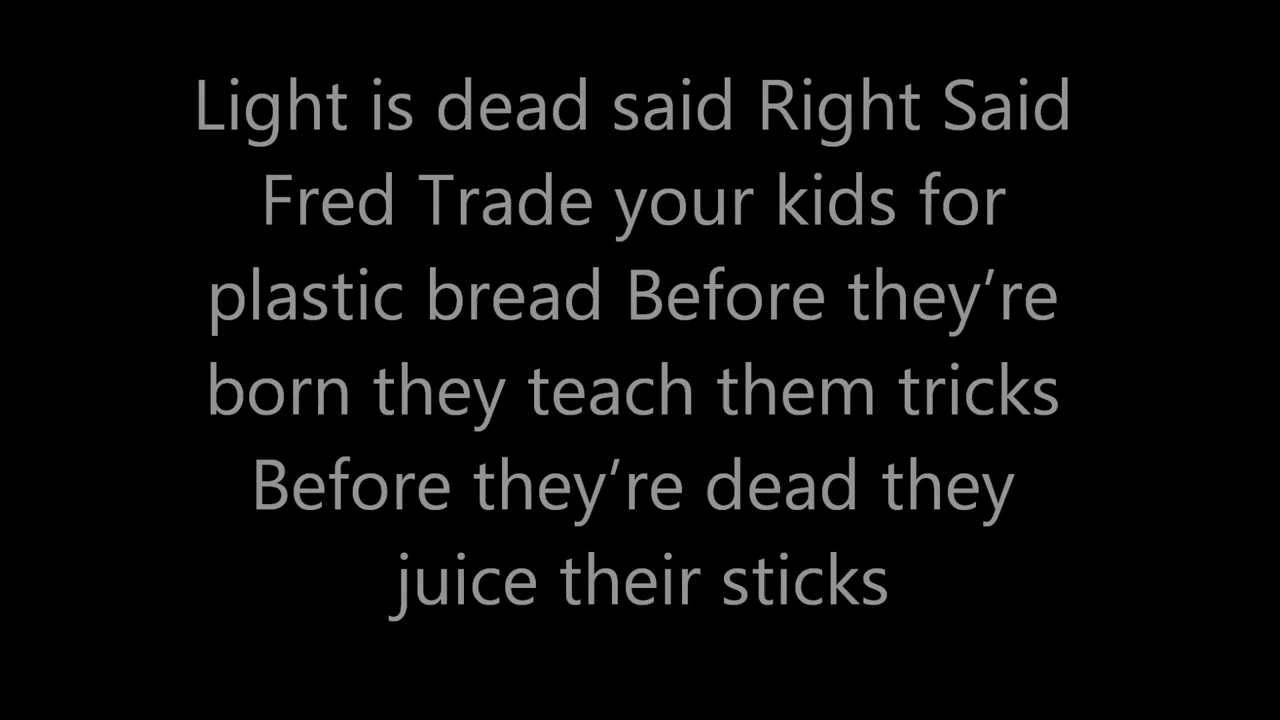 Light is dead said Right Said
Fred Trade your kids for
plastic bread Before they’re
born they teach them tricks
Before they’re dead they
juice their sticks